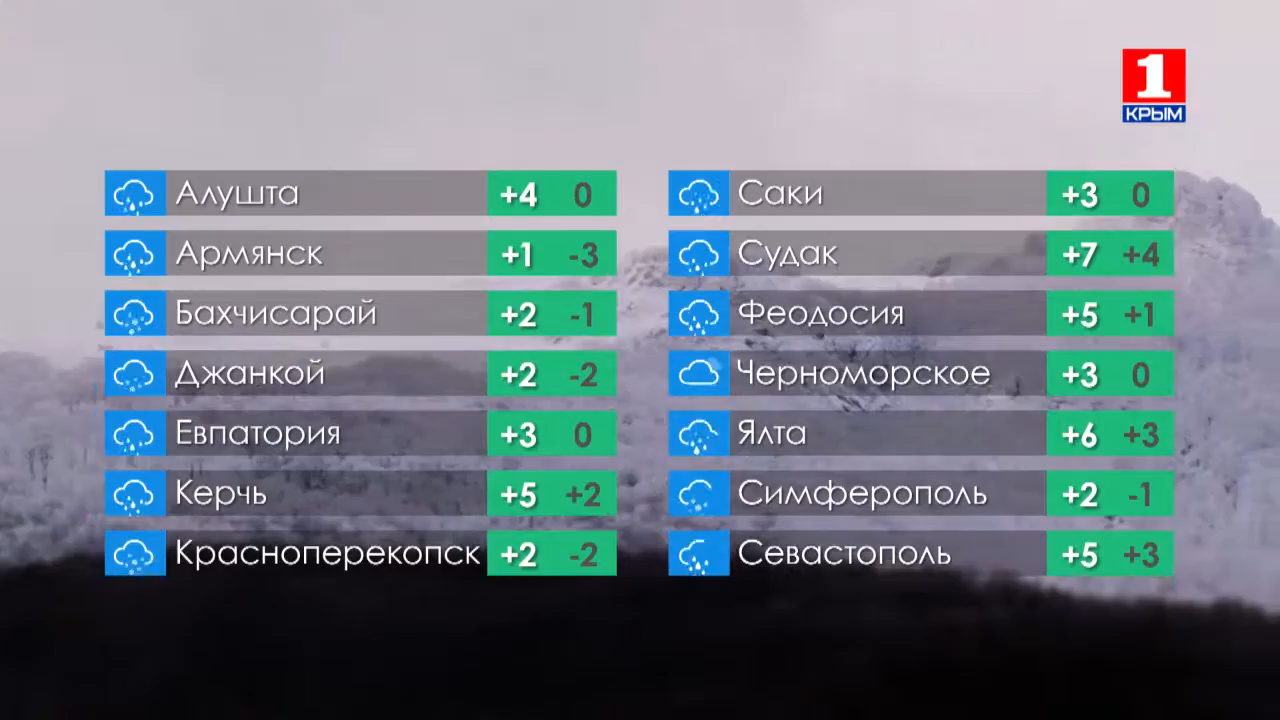 1
КРЫМ
Алушта +4 0
Армянск +1 -3
Бахчисарай +2 -1
Джанкой +2 -2
Евпатория +3 0
Керчь +5 +2
Красноперекопск +2 -2
Саки +3 0
Судак +7 +4
Феодосия +5 +1
Черноморское +3 0
Ялта +6 +3
Симферополь +2 -1
Севастополь +5 +3